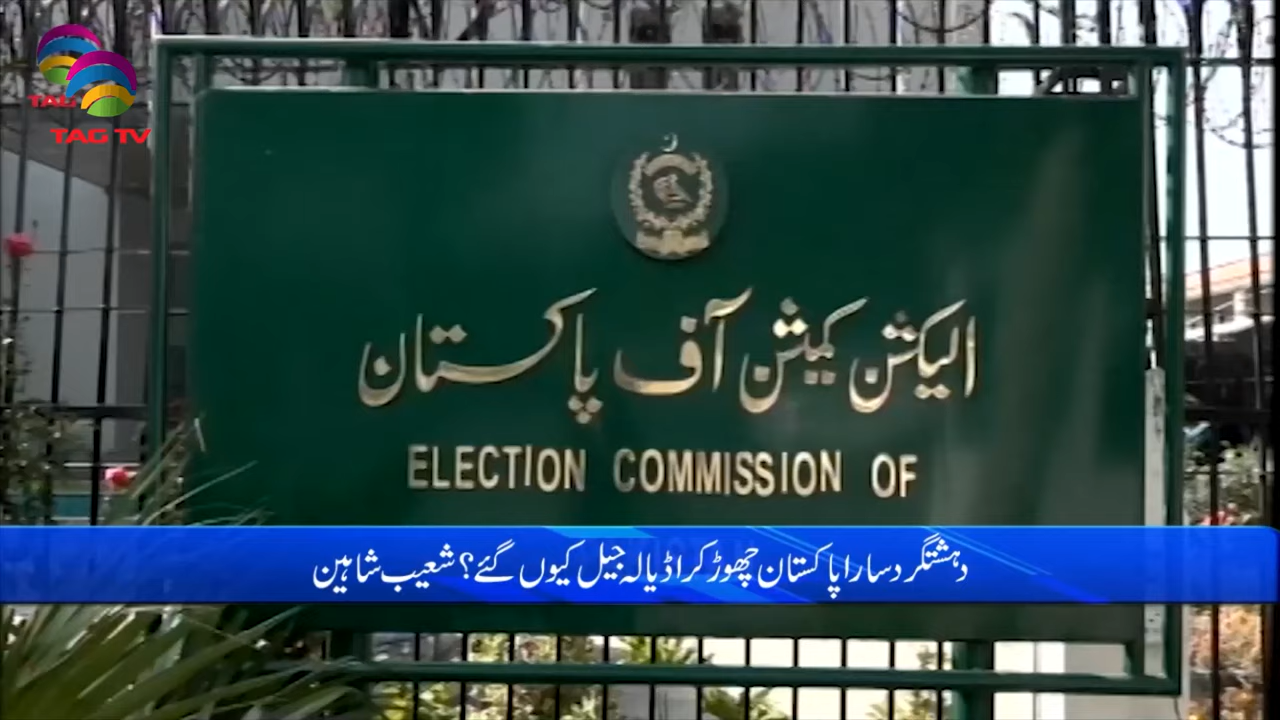 TAG
TAG TV
الیکشن کمیشن آف پاکستان
ELECTION COMMISSION OF
دہشتگرد سارا پاکستان چھوڑ کر اڈیالہ جیل کیوں گئے؟ شعیب شاہین